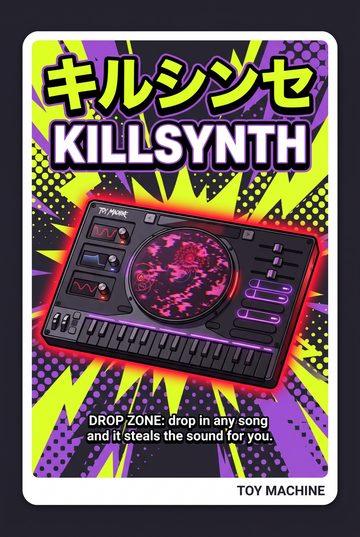 キルシンセ
KILLSYNTH
TOY MACHINE
DROP ZONE: drop in any song
and it steals the sound for you.
TOY MACHINE